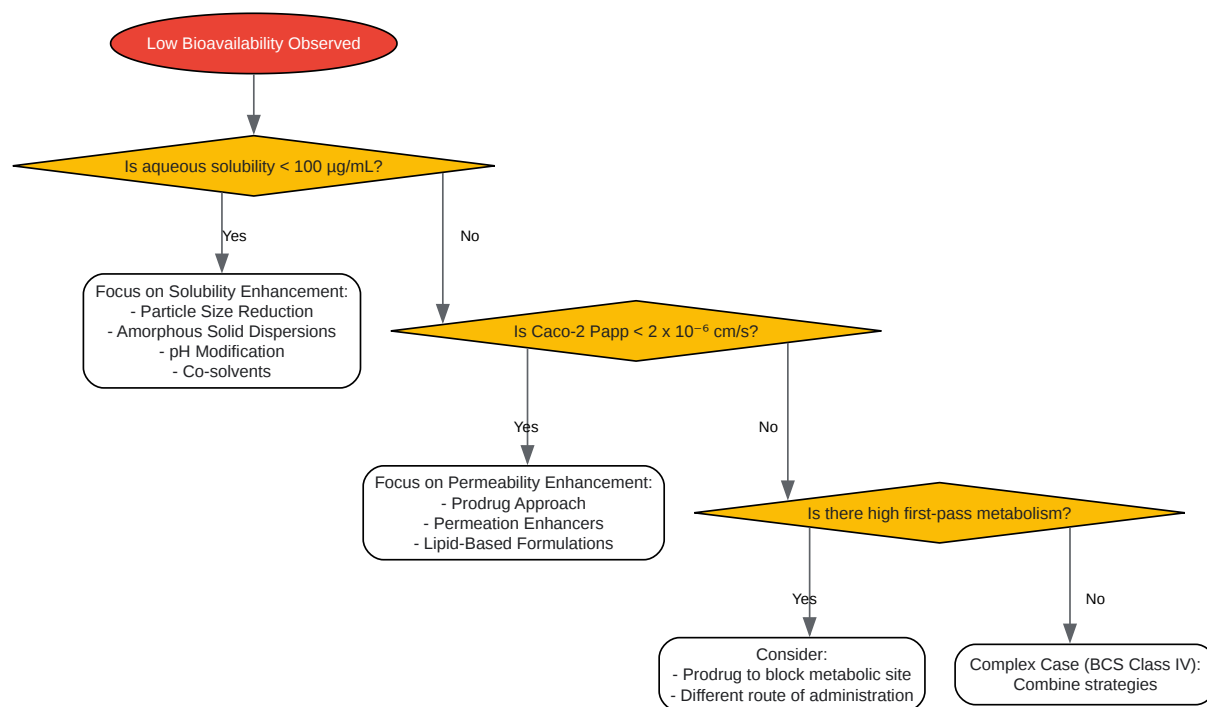 Low Bioavailability Observed
Is aqueous solubility < 100 µg/mL?
Yes
No
Focus on Solubility Enhancement:
- Particle Size Reduction
- Amorphous Solid Dispersions
- pH Modification
- Co-solvents
Is Caco-2 Papp < 2 x 10⁻⁶ cm/s?
Yes
No
Focus on Permeability Enhancement:
- Prodrug Approach
- Permeation Enhancers
- Lipid-Based Formulations
Is there high first-pass metabolism?
Yes
No
Consider:
- Prodrug to block metabolic site
- Different route of administration
Complex Case (BCS Class IV):
Combine strategies